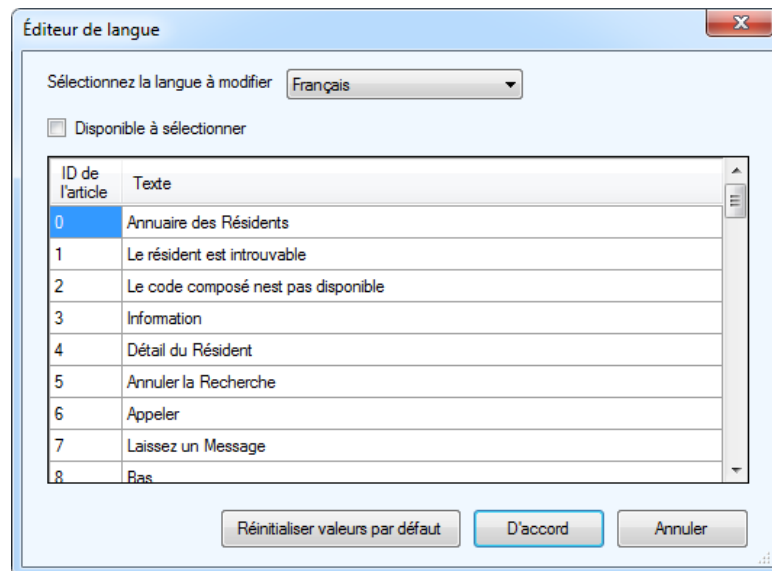 Éditeur de langue
Sélectionnez la langue à modifier Français
Disponible à sélectionner
ID de
l'article Texte
0 Annuaire des Résidents
1 Le résident est introuvable
2 Le code composé nest pas disponible
3 Information
4 Détail du Résident
5 Annuler la Recherche
6 Appeler
7 Laissez un Message
8 Bas
Réinitialiser valeurs par défaut D'accord Annuler